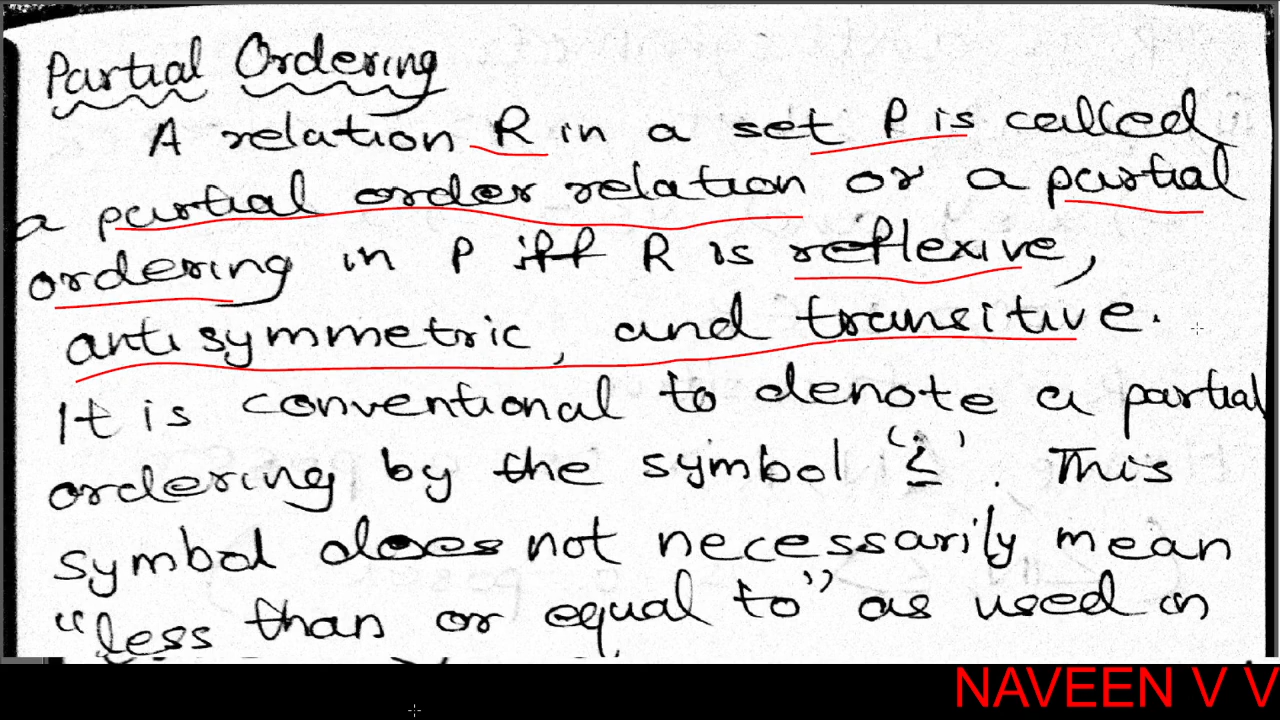 Partial Ordering
A relation R in a set P is called
a partial order relation or a partial
ordering in P iff R is reflexive,
antisymmetric, and transitive.
It is conventional to denote a partial
ordering by the symbol '≤'. This
symbol does not necessarily mean
"less than or equal to" as used in
NAVEEN V V